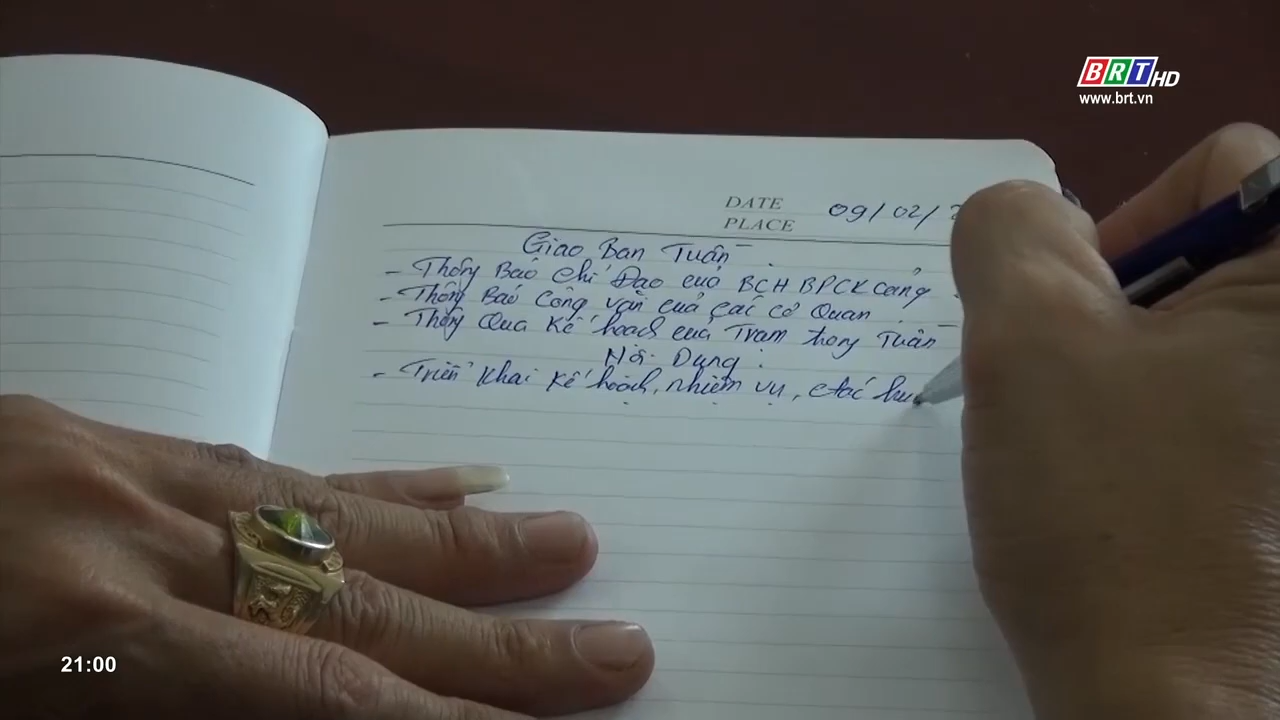 BRT HD
www.brt.vn
DATE 09/02/
PLACE
Giao Ban Tuần
- Thông Báo Chỉ Đạo của BCH BPCK Cảng.
- Thông Báo Công văn của các cơ Quan.
- Thông Qua Kế hoạch của Trạm trong Tuần
Nội Dung:
- Triển Khai Kế hoạch, nhiệm vụ,
21:00